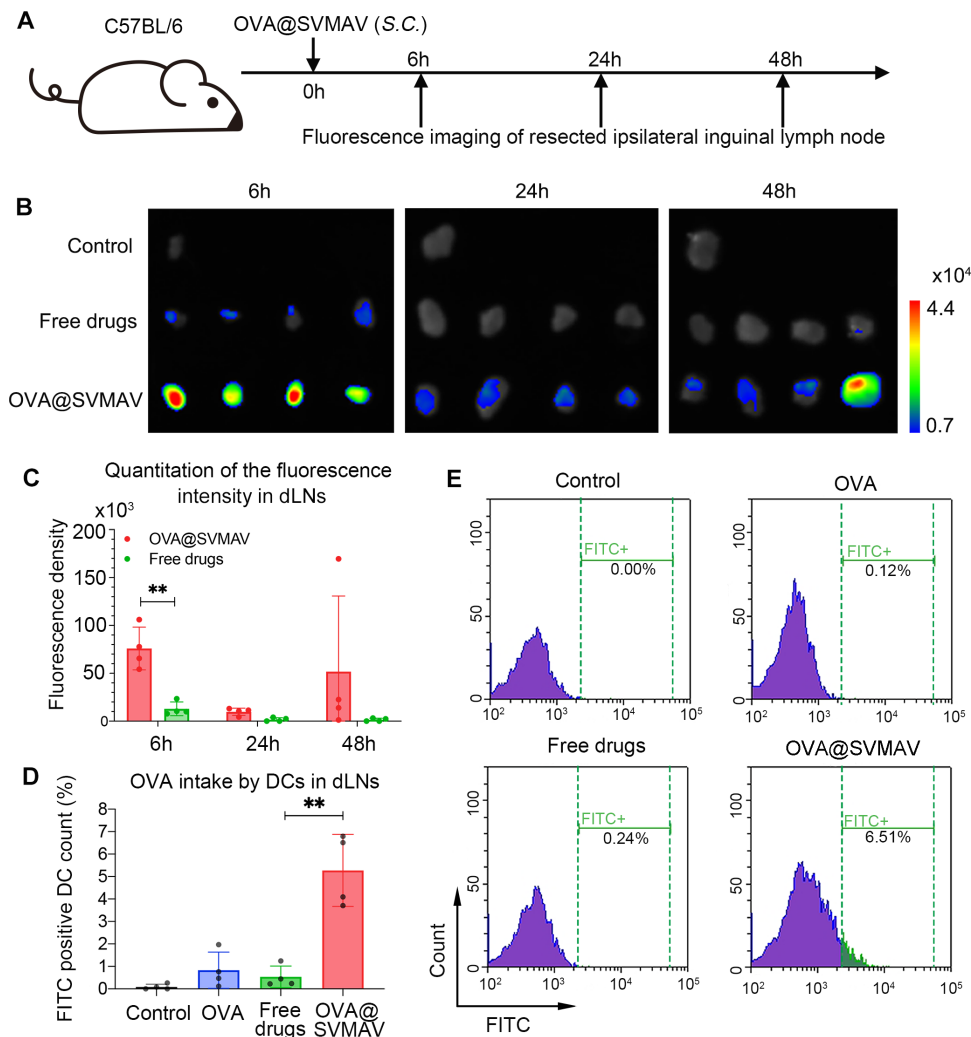 A
C57BL/6
OVA@SVMAV (S.C.)
6h
24h
48h
0h
Fluorescence imaging of resected ipsilateral inguinal lymph node
B
6h
24h
48h
Control
Free drugs
OVA@SVMAV
x10⁴
4.4
0.7
C
Quantitation of the fluorescence
intensity in dLNs
x10³
Fluorescence density
200
150
100
50
0
OVA@SVMAV
Free drugs
**
6h
24h
48h
D
OVA intake by DCs in dLNs
FITC positive DC count (%)
8
7
6
5
4
3
2
1
0
**
Control
OVA
Free
drugs
OVA@
SVMAV
E
Control
100
50
0
FITC+
0.00%
10² 10³ 10⁴ 10⁵
OVA
100
50
0
FITC+
0.12%
10² 10³ 10⁴ 10⁵
Free drugs
100
50
0
FITC+
0.24%
10² 10³ 10⁴ 10⁵
OVA@SVMAV
100
50
0
FITC+
6.51%
10² 10³ 10⁴ 10⁵
Count
FITC